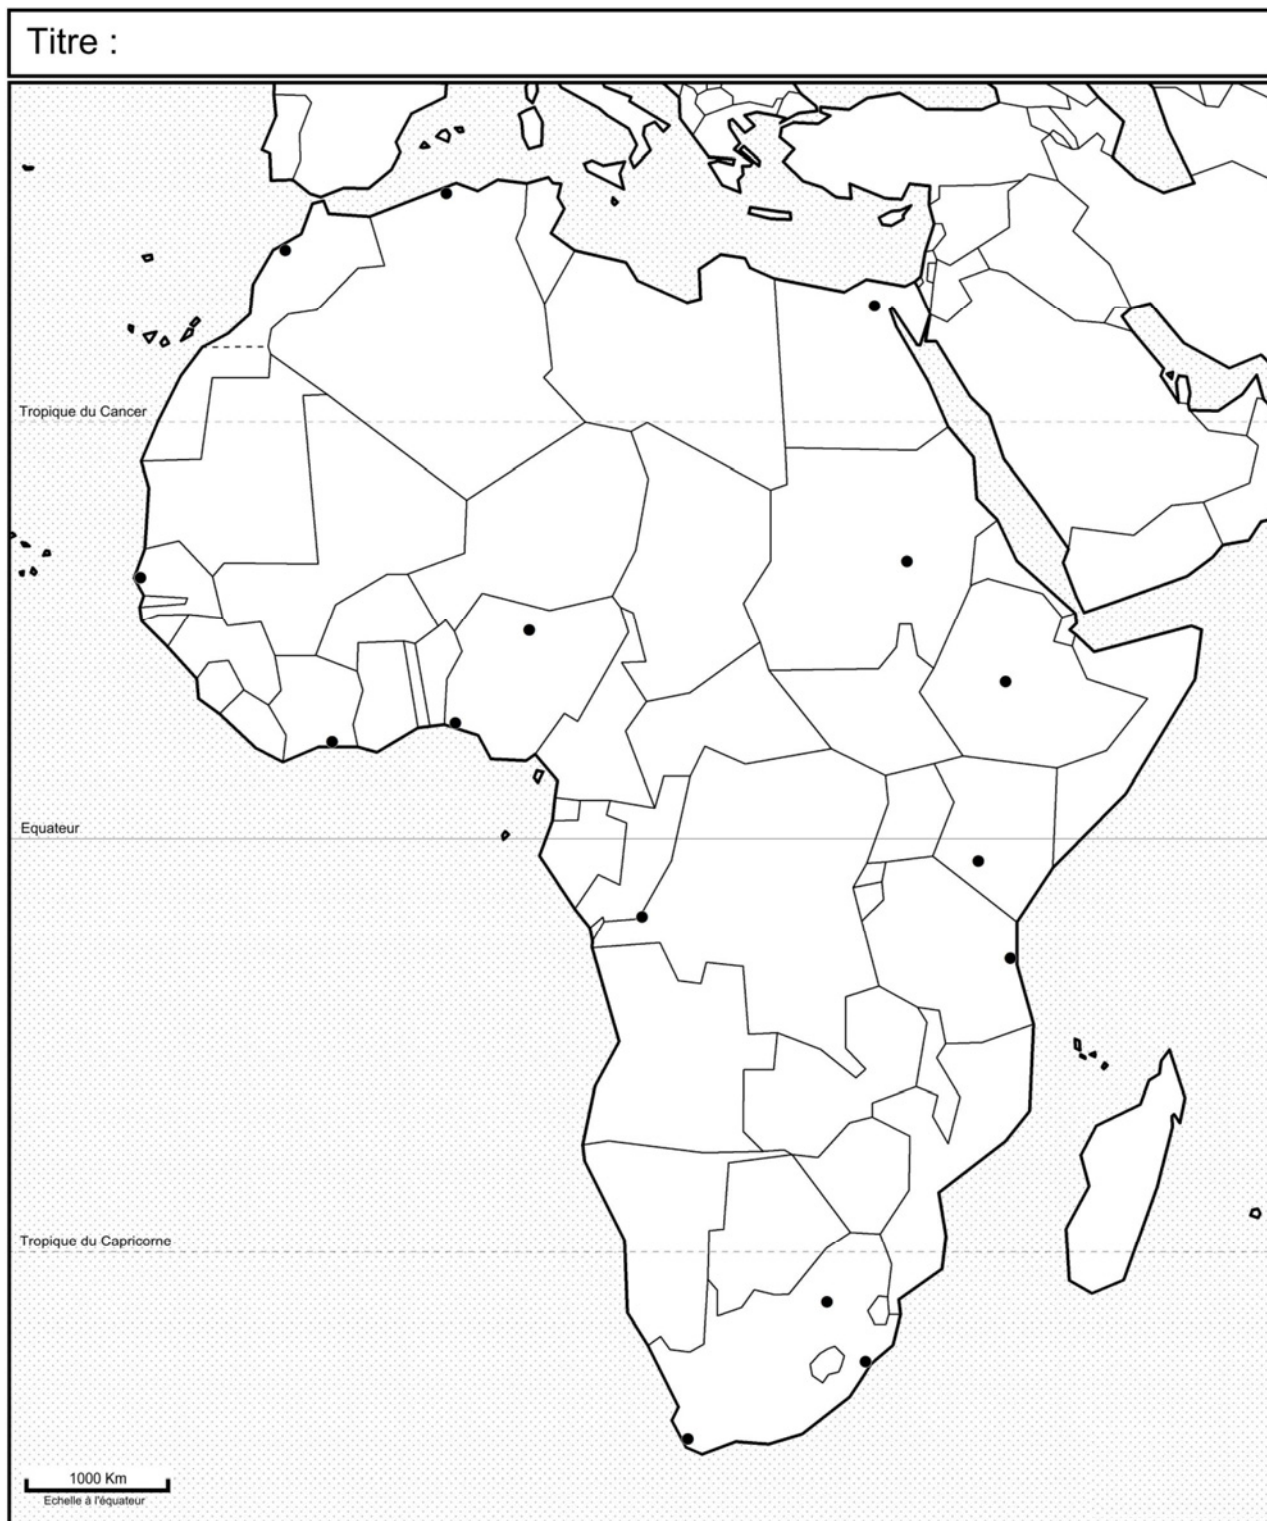 Titre :
Tropique du Cancer
Equateur
Tropique du Capricorne
1000 Km
Echelle à l'équateur